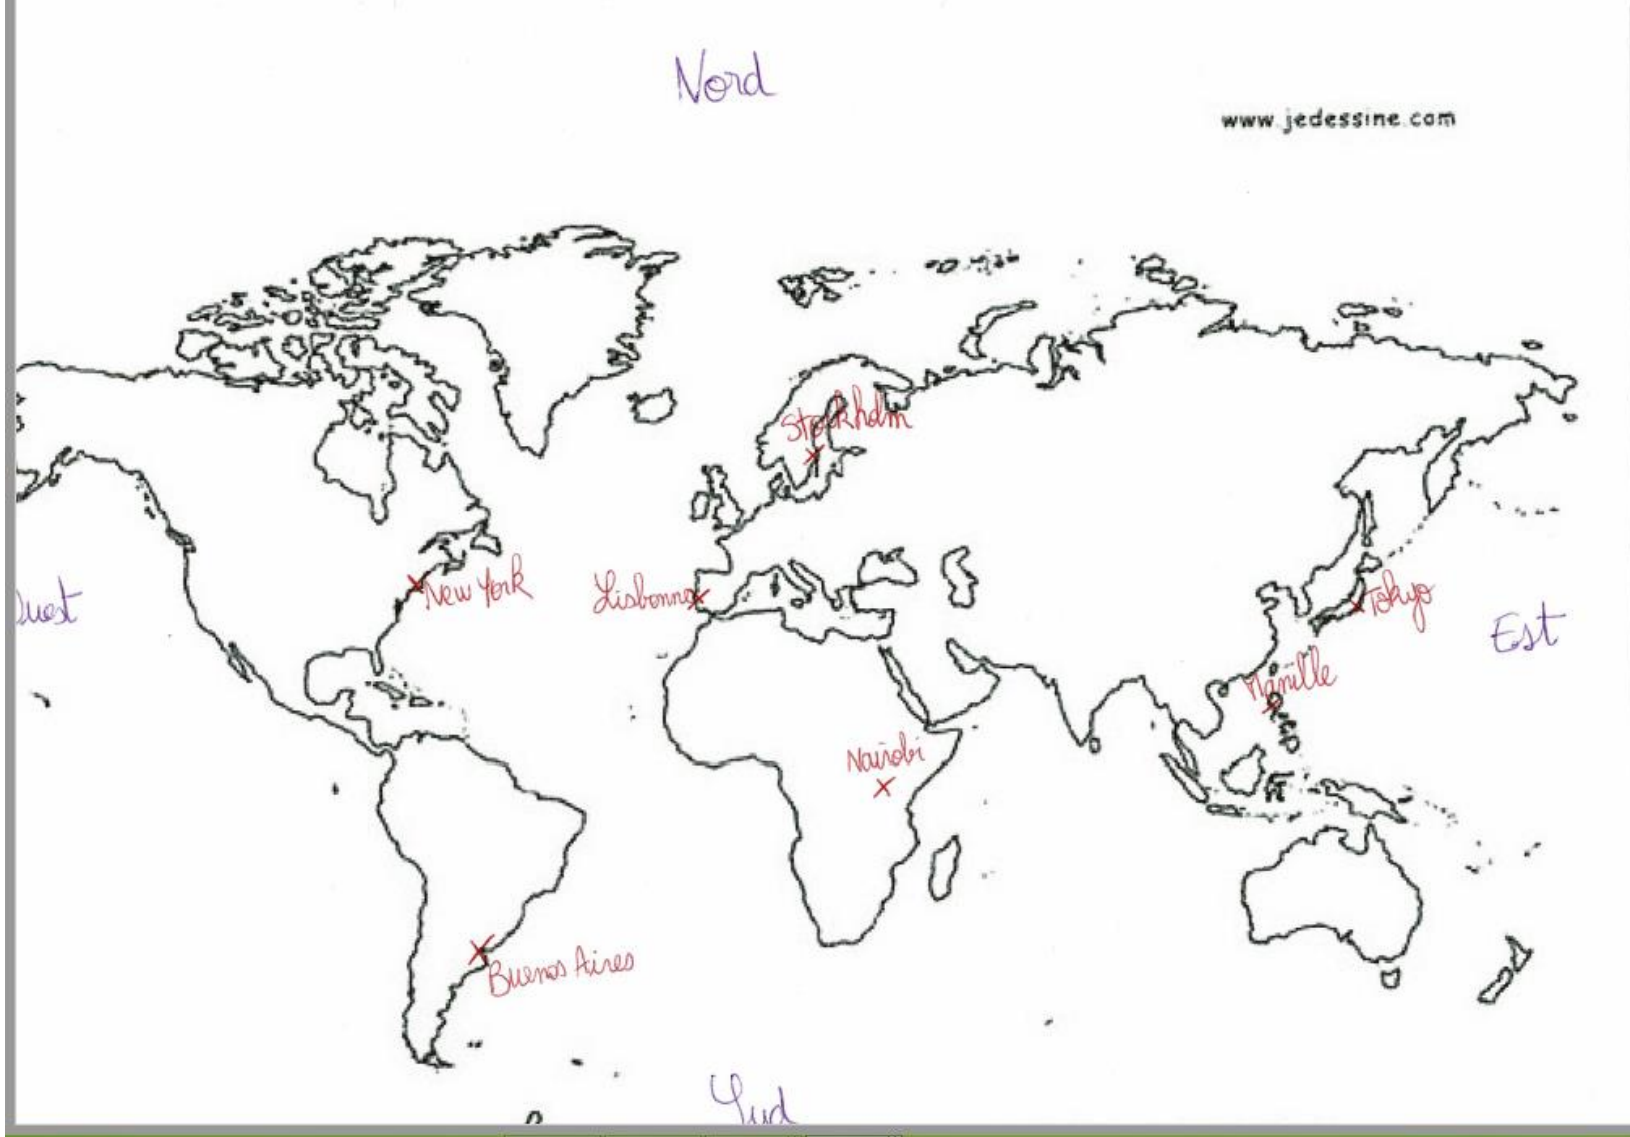 Nord
www.jedessine.com
Stockholm
New York
Lisbonne
Tokyo
Ouest
Est
Manille
Nairobi
Buenos Aires
Sud